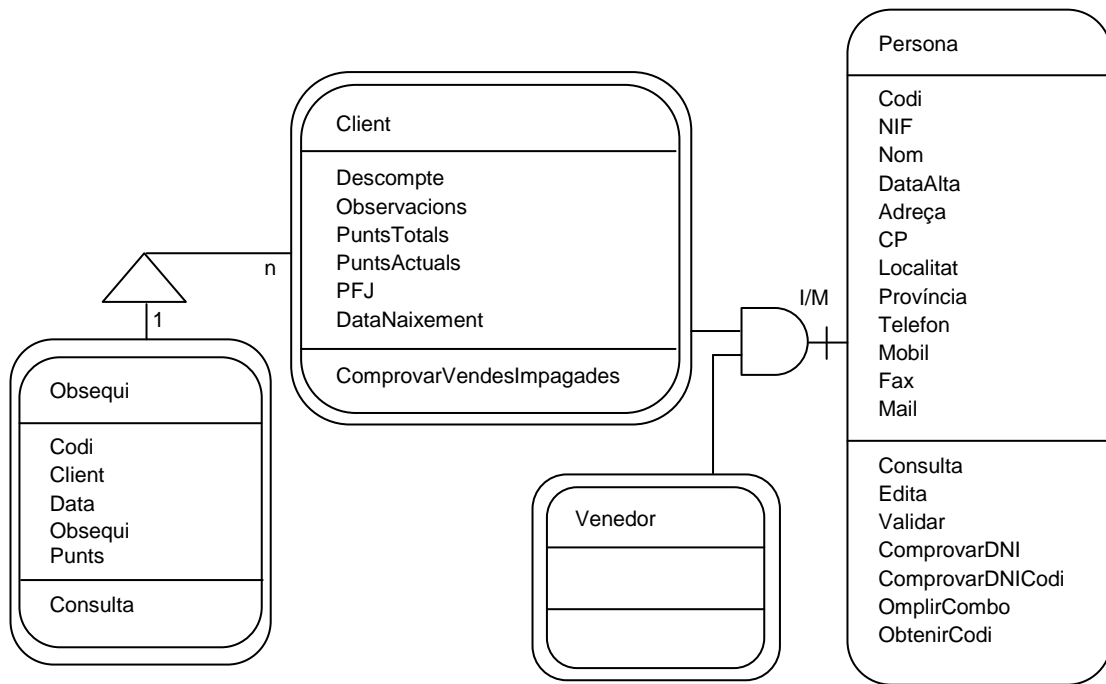 Persona
Codi
NIF
Nom
DataAlta
Adreça
CP
Localitat
Província
Telefon
Mobil
Fax
Mail
Consulta
Edita
Validar
ComprovarDNI
ComprovarDNICodi
OmplirCombo
ObtenirCodi
Client
Descompte
Observacions
PuntsTotals
PuntsActuals
PFJ
DataNaixement
ComprovarVendesImpagades
n
1
I/M
Obsequi
Codi
Client
Data
Obsequi
Punts
Consulta
Venedor